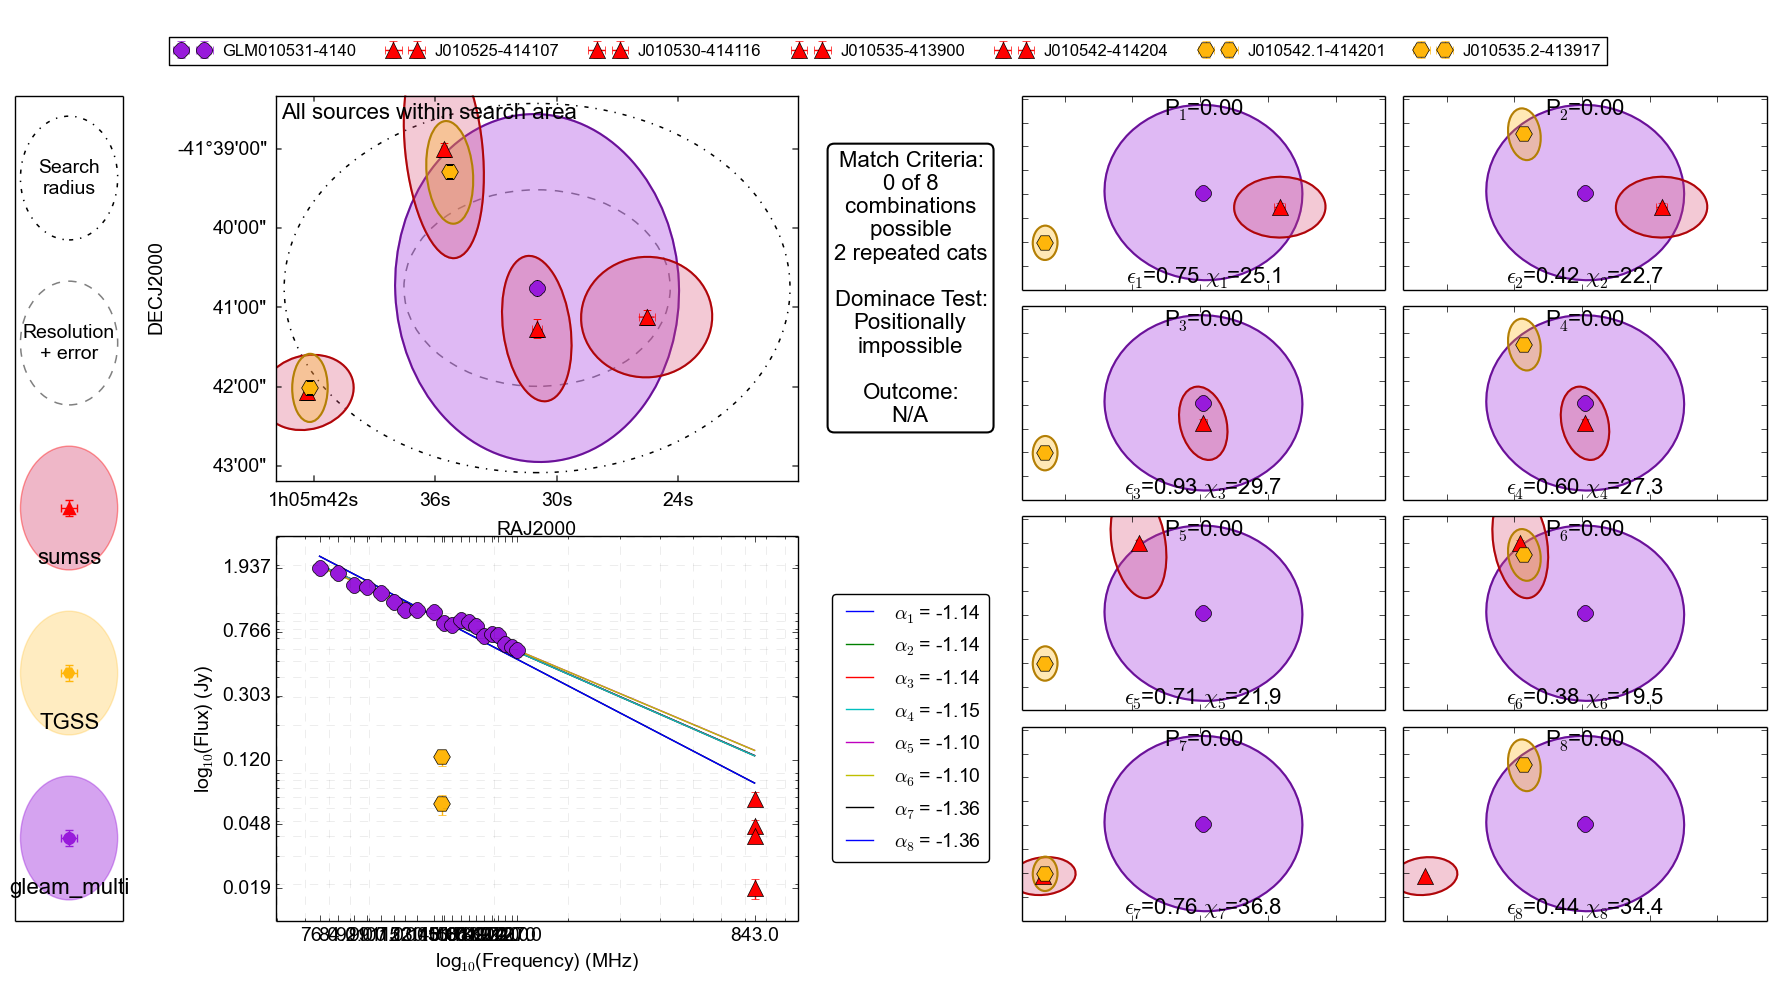 GLM010531-4140 J010525-414107 J010530-414116 J010535-413900 J010542-414204 J010542.1-414201 J010535.2-413917
Search
radius
Resolution
+ error
sumss
TGSS
gleam_multi
All sources within search area
DECJ2000
-41°39'00"
40'00"
41'00"
42'00"
43'00"
1h05m42s 36s 30s 24s
RAJ2000
Match Criteria:
0 of 8
combinations
possible
2 repeated cats
Dominace Test:
Positionally
impossible
Outcome:
N/A
log10(Flux) (Jy)
1.937
0.766
0.303
0.120
0.048
0.019
843.0
log10(Frequency) (MHz)
α1 = -1.14
α2 = -1.14
α3 = -1.14
α4 = -1.15
α5 = -1.10
α6 = -1.10
α7 = -1.36
α8 = -1.36
P1=0.00
ϵ1=0.75 χ1=25.1
P2=0.00
ϵ2=0.42 χ2=22.7
P3=0.00
ϵ3=0.93 χ3=29.7
P4=0.00
ϵ4=0.60 χ4=27.3
P5=0.00
ϵ5=0.71 χ5=21.9
P6=0.00
ϵ6=0.38 χ6=19.5
P7=0.00
ϵ7=0.76 χ7=36.8
P8=0.00
ϵ8=0.44 χ8=34.4